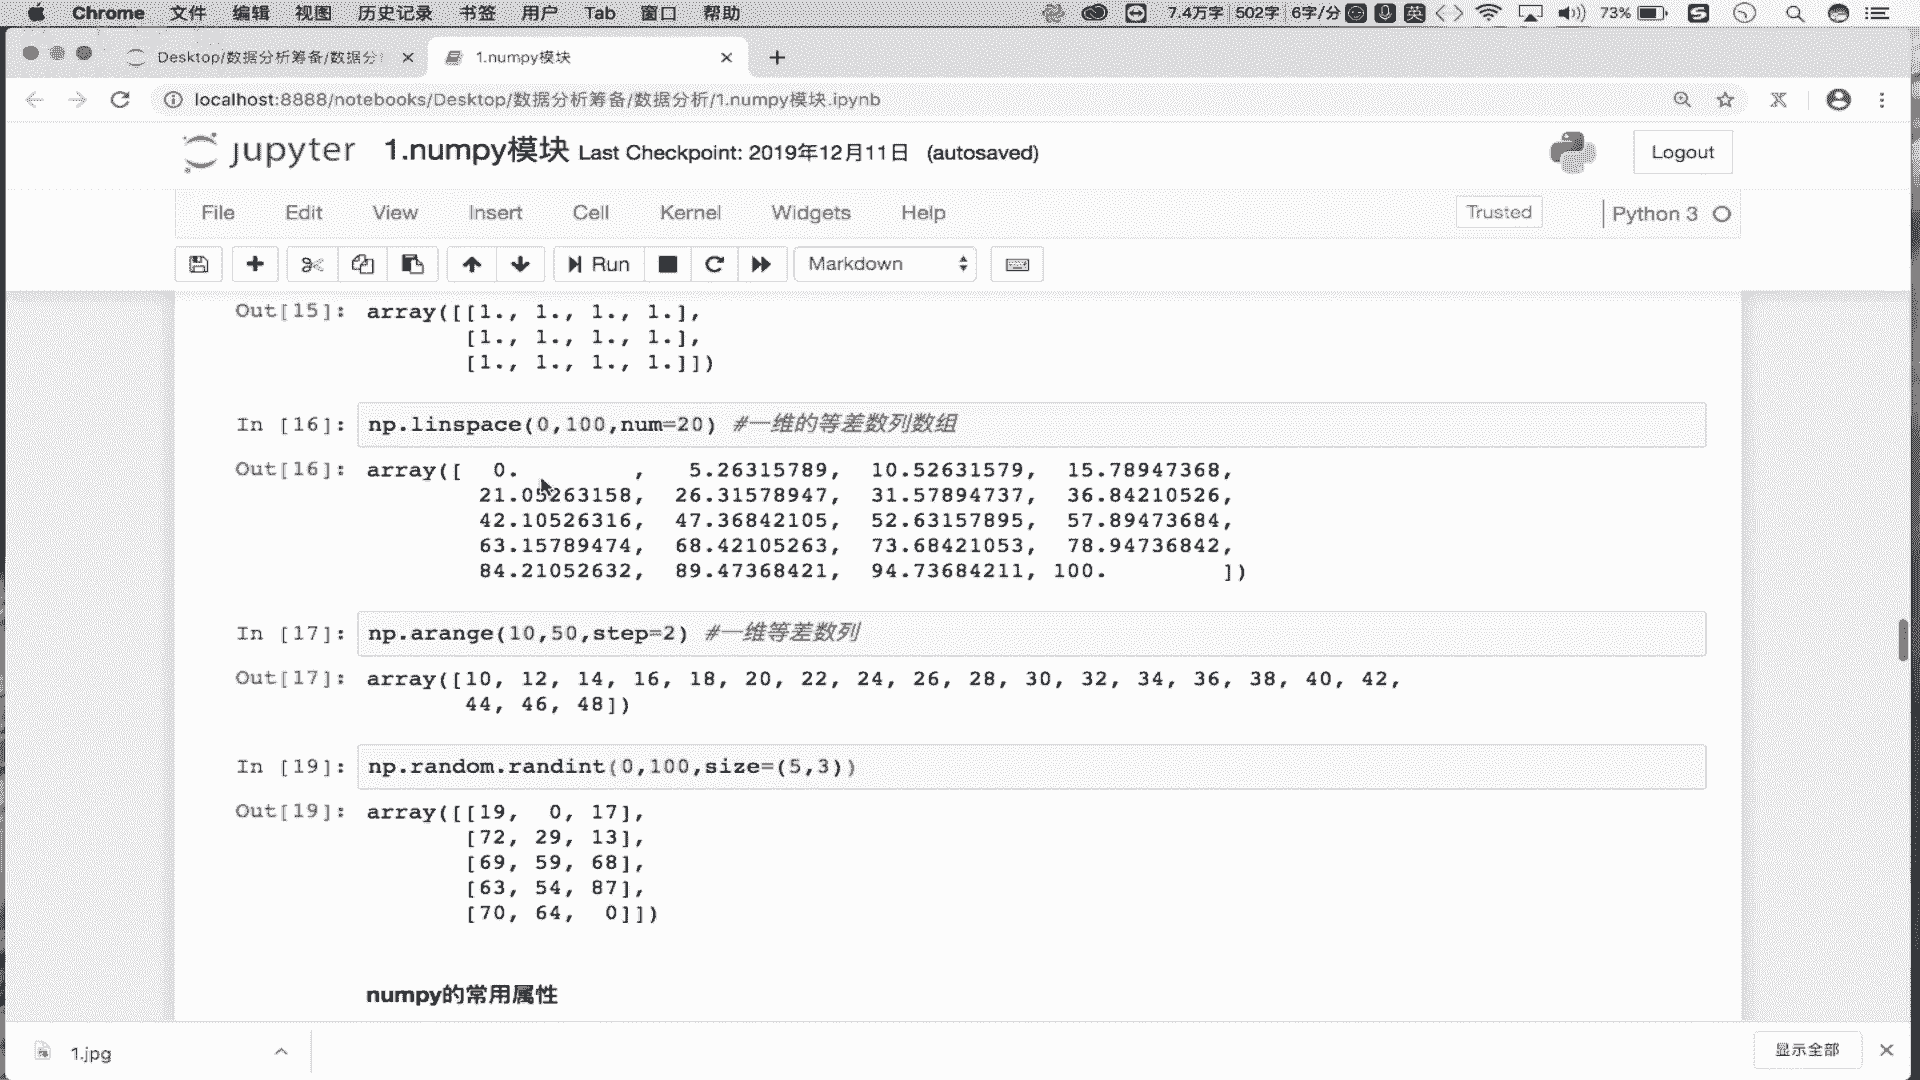 Chrome 文件 编辑 视图 历史记录 书签 用户 Tab 窗口 帮助 7.4万字 502字 6字/分 英 73%
Desktop/数据分析筹备/数据分 1.numpy模块
localhost:8888/notebooks/Desktop/数据分析筹备/数据分析/1.numpy模块.ipynb
jupyter 1.numpy模块 Last Checkpoint: 2019年12月11日 (autosaved) Logout
File Edit View Insert Cell Kernel Widgets Help Trusted Python 3
Run Markdown
Out[15]: array([[1., 1., 1., 1.],
[1., 1., 1., 1.],
[1., 1., 1., 1.]])
In [16]: np.linspace(0,100,num=20) #一维的等差数列数组
Out[16]: array([ 0. , 5.26315789, 10.52631579, 15.78947368,
21.05263158, 26.31578947, 31.57894737, 36.84210526,
42.10526316, 47.36842105, 52.63157895, 57.89473684,
63.15789474, 68.42105263, 73.68421053, 78.94736842,
84.21052632, 89.47368421, 94.73684211, 100. ])
In [17]: np.arange(10,50,step=2) #一维等差数列
Out[17]: array([10, 12, 14, 16, 18, 20, 22, 24, 26, 28, 30, 32, 34, 36, 38, 40, 42,
44, 46, 48])
In [19]: np.random.randint(0,100,size=(5,3))
Out[19]: array([[19, 0, 17],
[72, 29, 13],
[69, 59, 68],
[63, 54, 87],
[70, 64, 0]])
numpy的常用属性
1.jpg 显示全部